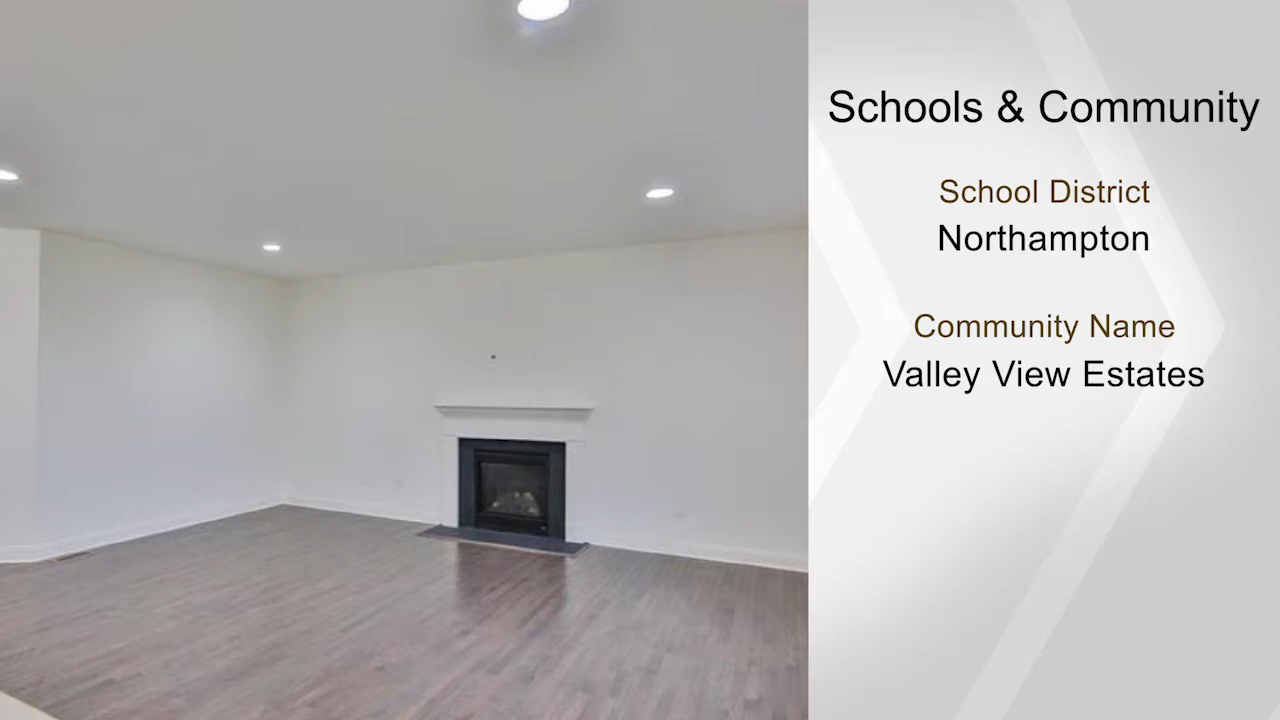 Schools & Community
School District
Northampton
Community Name
Valley View Estates